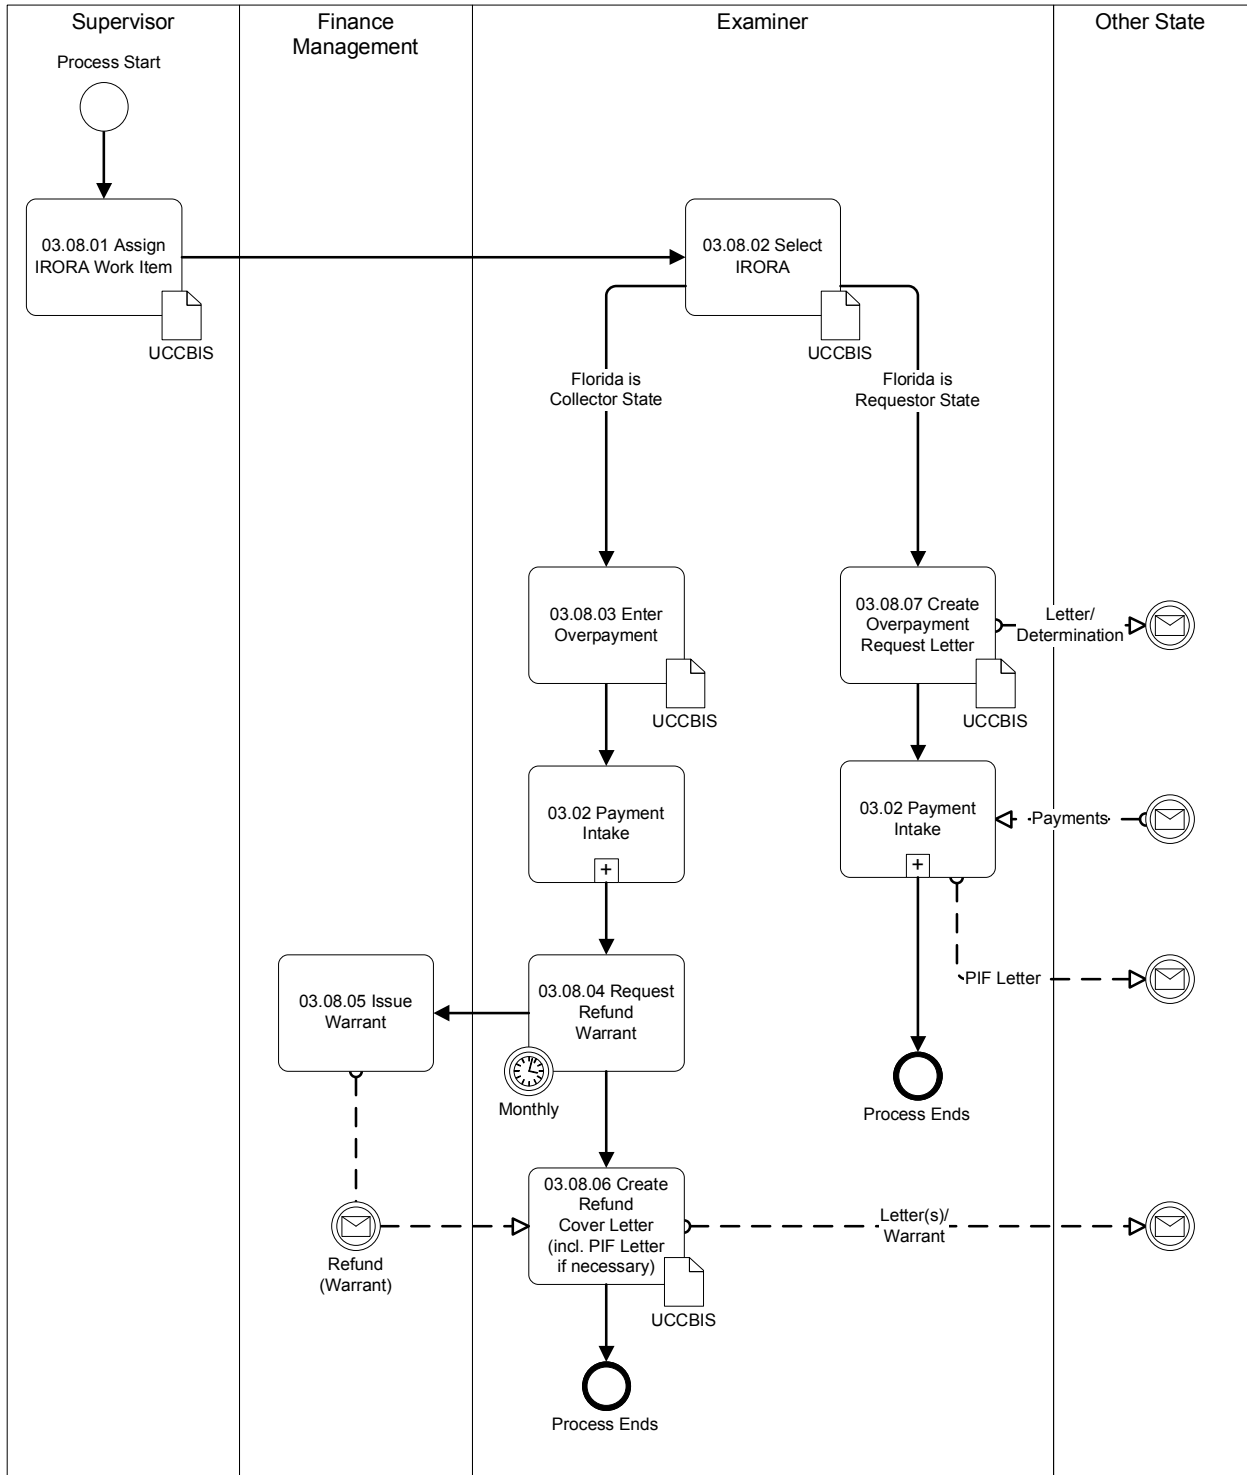 Supervisor
Finance
Management
Examiner
Other State
Process Start
03.08.01 Assign
IRORA Work Item
UCCBIS
03.08.02 Select
IRORA
UCCBIS
Florida is
Collector State
Florida is
Requestor State
03.08.03 Enter
Overpayment
UCCBIS
03.08.07 Create
Overpayment
Request Letter
UCCBIS
Letter/
Determination
03.02 Payment
Intake
+
03.02 Payment
Intake
+
Payments
PIF Letter
03.08.05 Issue
Warrant
03.08.04 Request
Refund
Warrant
Monthly
Process Ends
Refund
(Warrant)
03.08.06 Create
Refund
Cover Letter
(incl. PIF Letter
if necessary)
UCCBIS
Letter(s)/
Warrant
Process Ends